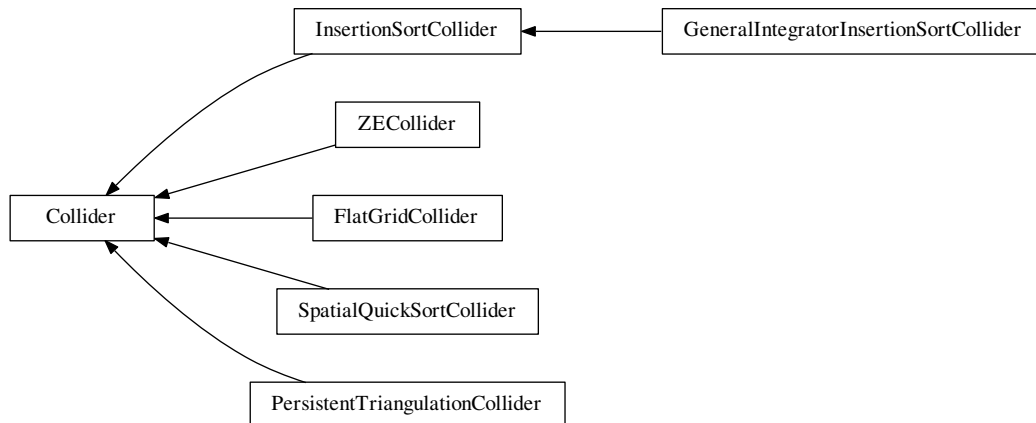 InsertionSortCollider
GeneralIntegratorInsertionSortCollider
ZECollider
Collider
FlatGridCollider
SpatialQuickSortCollider
PersistentTriangulationCollider